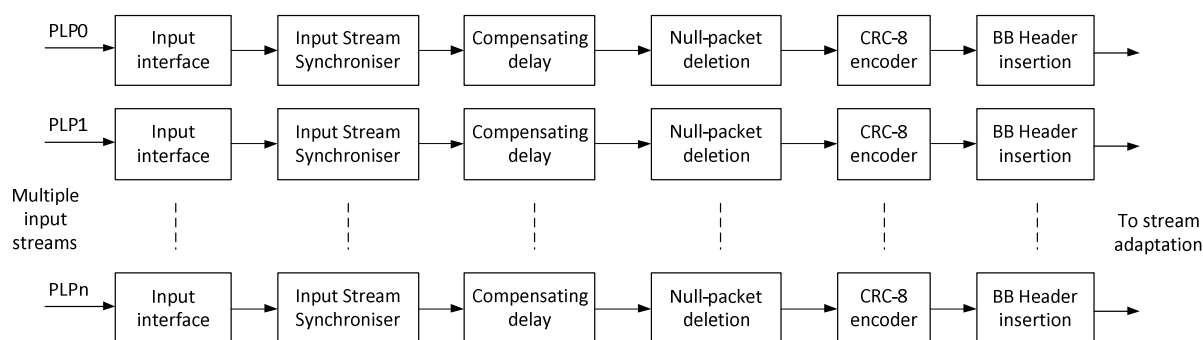 PLP0
Input
interface
Input Stream
Synchroniser
Compensating
delay
Null-packet
deletion
CRC-8
encoder
BB Header
insertion
PLP1
Input
interface
Input Stream
Synchroniser
Compensating
delay
Null-packet
deletion
CRC-8
encoder
BB Header
insertion
Multiple
input
streams
To stream
adaptation
PLPn
Input
interface
Input Stream
Synchroniser
Compensating
delay
Null-packet
deletion
CRC-8
encoder
BB Header
insertion